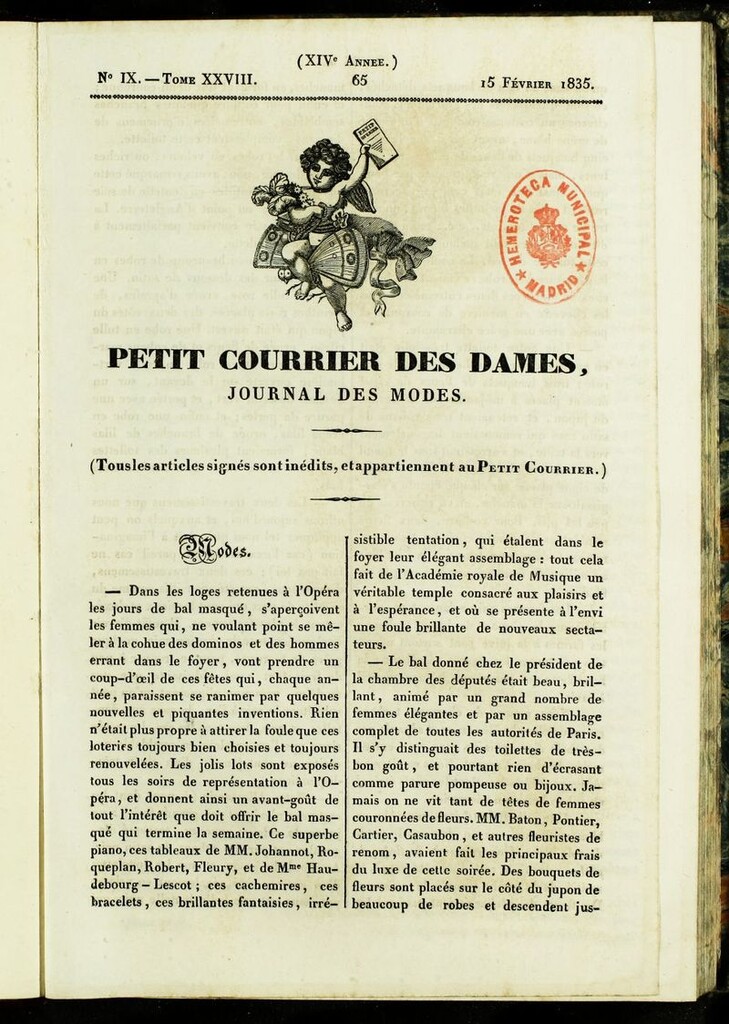 (XIVe ANNEE.)
No IX. — TOME XXVIII. 65 15 FÉVRIER 1835.
PETIT
HEMEROTECA MUNICIPAL
★ MADRID ★
PETIT COURRIER DES DAMES,
JOURNAL DES MODES.
(Tous les articles signés sont inédits, et appartiennent au PETIT COURRIER.)
Modes.
— Dans les loges retenues à l'Opéra
les jours de bal masqué, s'aperçoivent
les femmes qui, ne voulant point se mê-
ler à la cohue des dominos et des hommes
errant dans le foyer, vont prendre un
coup-d'œil de ces fêtes qui, chaque an-
née, paraissent se ranimer par quelques
nouvelles et piquantes inventions. Rien
n'était plus propre à attirer la foule que ces
loteries toujours bien choisies et toujours
renouvelées. Les jolis lots sont exposés
tous les soirs de représentation à l'O-
péra, et donnent ainsi un avant-goût de
tout l'intérêt que doit offrir le bal mas-
qué qui termine la semaine. Ce superbe
piano, ces tableaux de MM. Johannot, Ro-
queplan, Robert, Fleury, et de Mme Hau-
debourg-Lescot ; ces cachemires, ces
bracelets, ces brillantes fantaisies, irré-
sistible tentation, qui étalent dans le
foyer leur élégant assemblage : tout cela
fait de l'Académie royale de Musique un
véritable temple consacré aux plaisirs et
à l'espérance, et où se présente à l'envi
une foule brillante de nouveaux secta-
teurs.
— Le bal donné chez le président de
la chambre des députés était beau, bril-
lant, animé par un grand nombre de
femmes élégantes et par un assemblage
complet de toutes les autorités de Paris.
Il s'y distinguait des toilettes de très-
bon goût, et pourtant rien d'écrasant
comme parure pompeuse ou bijoux. Ja-
mais on ne vit tant de têtes de femmes
couronnées de fleurs. MM. Baton, Pontier,
Cartier, Casaubon, et autres fleuristes de
renom, avaient fait les principaux frais
du luxe de cette soirée. Des bouquets de
fleurs sont placés sur le côté du jupon de
beaucoup de robes et descendent jus-